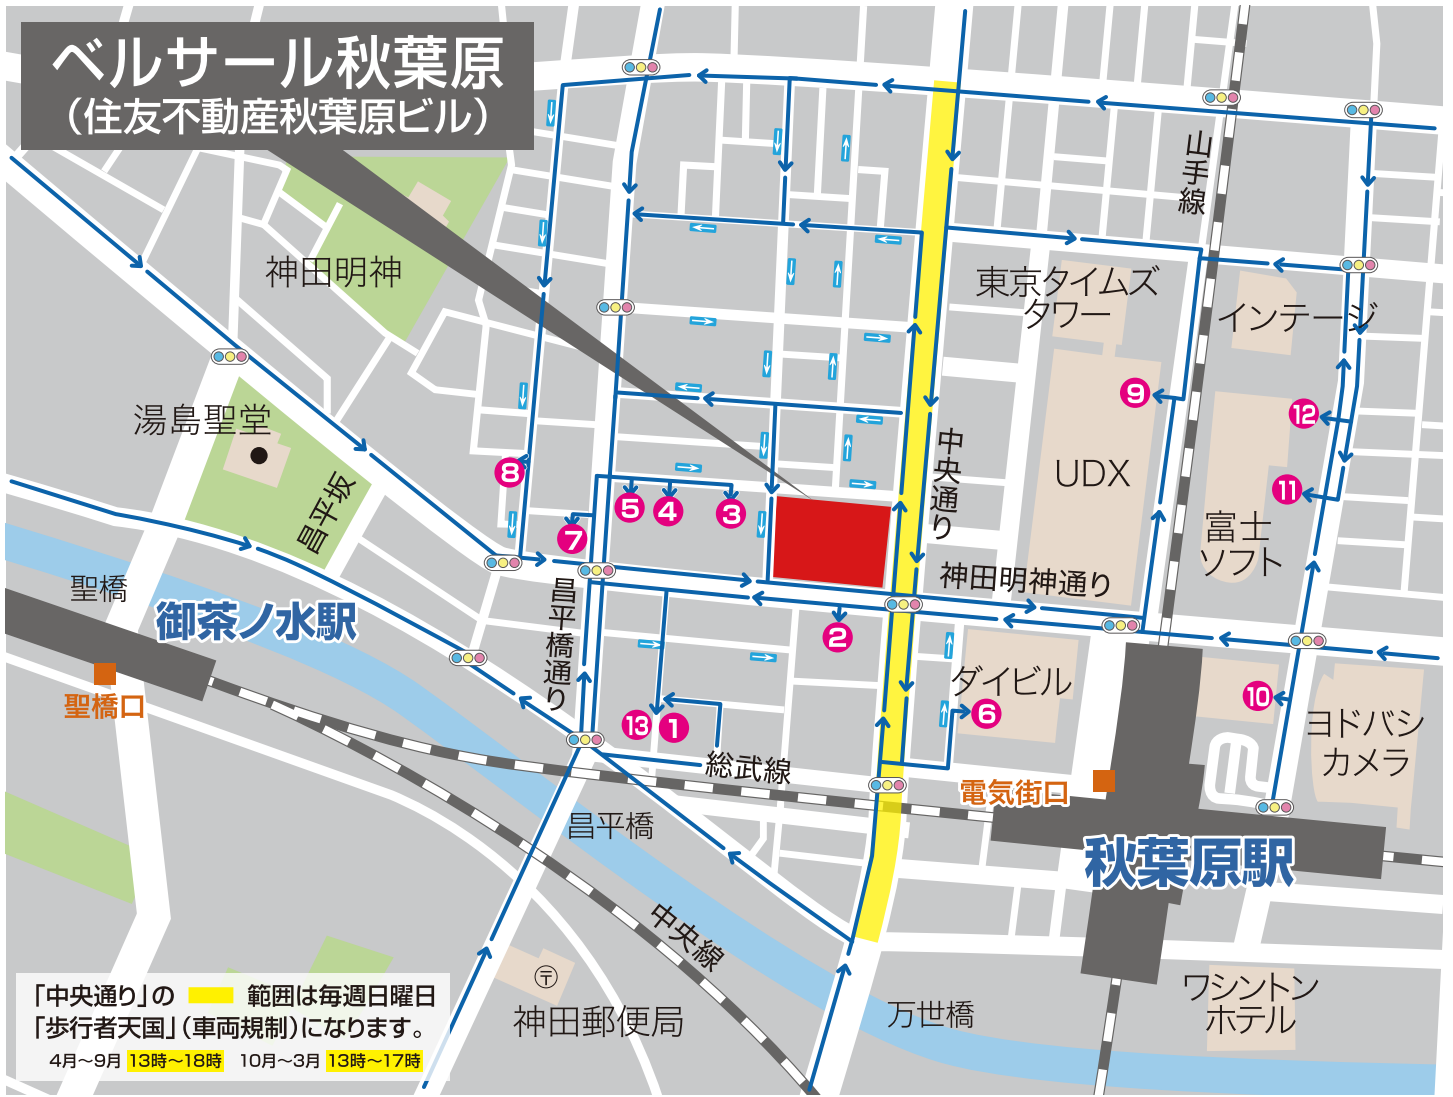 ベルサール秋葉原
（住友不動産秋葉原ビル）
山手線
神田明神
東京タイムズ
タワー
インテージ
9
12
湯島聖堂
中央通り
8
UDX
昌平坂
11
5
4
3
富士
ソフト
7
聖橋
神田明神通り
御茶ノ水駅
昌平橋通り
2
聖橋口
ダイビル
10
6
13
1
ヨドバシ
カメラ
総武線
電気街口
昌平橋
秋葉原駅
中央線
〒
神田郵便局
万世橋
ワシントン
ホテル
「中央通り」の 範囲は毎週日曜日
「歩行者天国」（車両規制）になります。
4月〜9月 13時〜18時 10月〜3月 13時〜17時